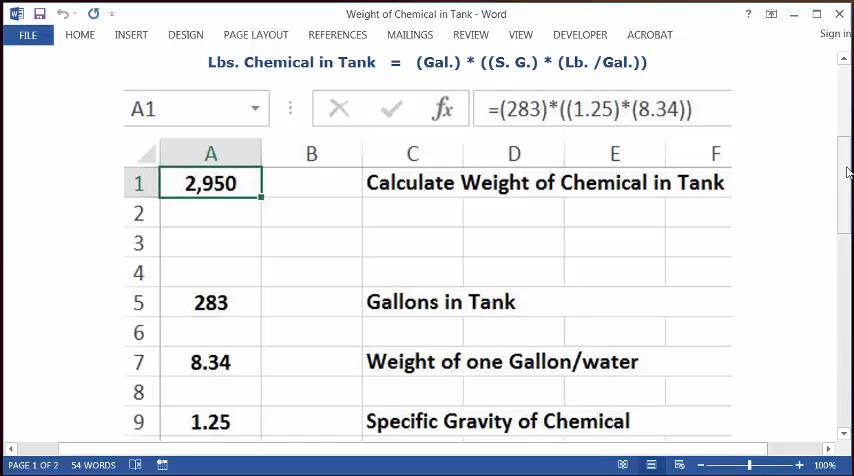 Weight of Chemical in Tank - Word
FILE HOME INSERT DESIGN PAGE LAYOUT REFERENCES MAILINGS REVIEW VIEW DEVELOPER ACROBAT Sign in
Lbs. Chemical in Tank = (Gal.) * ((S. G.) * (Lb. /Gal.))
A1 fx =(283)*((1.25)*(8.34))
A B C D E F
1 2,950 Calculate Weight of Chemical in Tank
2
3
4
5 283 Gallons in Tank
6
7 8.34 Weight of one Gallon/water
8
9 1.25 Specific Gravity of Chemical
PAGE 1 OF 2 54 WORDS 100%